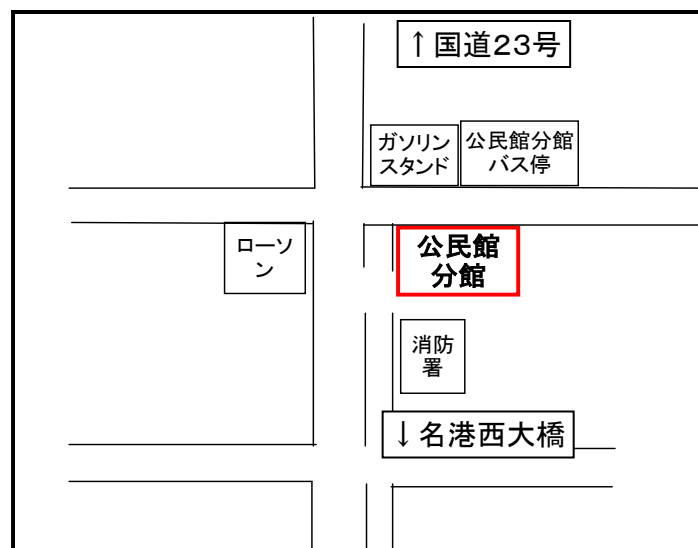 ↑国道23号
ガソリン
スタンド
公民館分館
バス停
ローソ
ン
公民館
分館
消防
署
↓名港西大橋